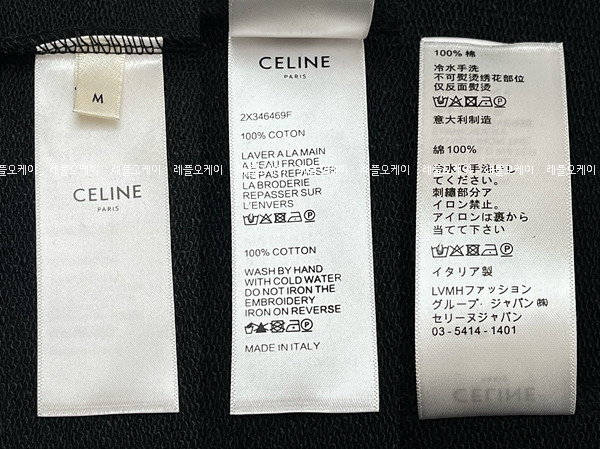 M
CELINE
PARIS
CELINE
PARIS
2X346469F
100% COTON
LAVER A LA MAIN
A L'EAU FROIDE
NE PAS REPASSER
LA BRODERIE
REPASSER SUR
L'ENVERS
100% COTTON
WASH BY HAND
WITH COLD WATER
DO NOT IRON THE
EMBROIDERY
IRON ON REVERSE
MADE IN ITALY
100% 棉
冷水手洗
不可熨烫绣花部位
仅反面熨烫
意大利制造
綿 100%
冷水で手洗いし
てください。
刺繍部分ア
イロン禁止。
アイロンは裏から
当てて下さい
イタリア製
LVMHファッション
グループ・ジャパン㈱
セリーヌジャパン
03-5414-1401
CELINE
레플오케이 레플오케이 레플오케이 레플오케이 레플오케이 레플오케이 레플오케이 레플오케이